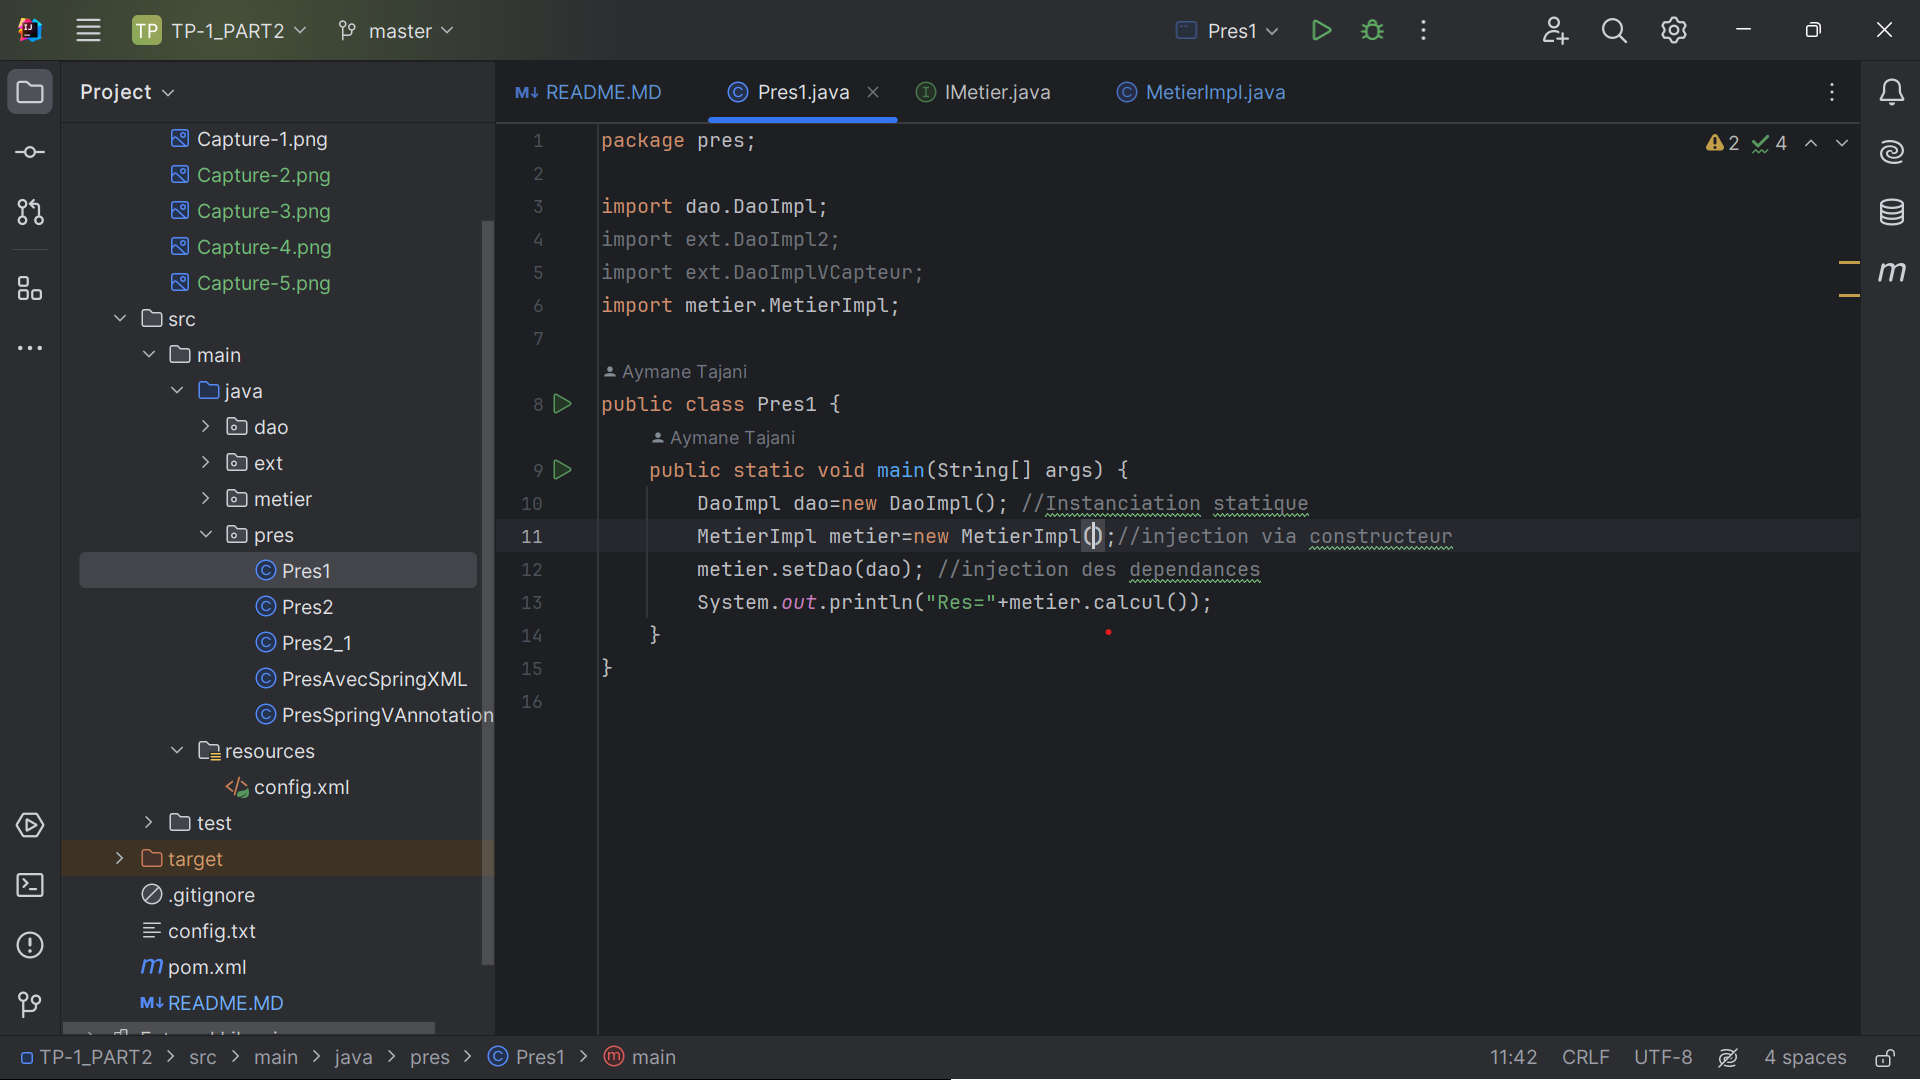 TP TP-1_PART2 master Pres1
Project
README.MD Pres1.java IMetier.java MetierImpl.java
Capture-1.png
Capture-2.png
Capture-3.png
Capture-4.png
Capture-5.png
src
main
java
dao
ext
metier
pres
Pres1
Pres2
Pres2_1
PresAvecSpringXML
PresSpringVAnnotation
resources
config.xml
test
target
.gitignore
config.txt
pom.xml
README.MD
2 4
1 package pres;
2
3 import dao.DaoImpl;
4 import ext.DaoImpl2;
5 import ext.DaoImplVCapteur;
6 import metier.MetierImpl;
7
Aymane Tajani
8 public class Pres1 {
Aymane Tajani
9 public static void main(String[] args) {
10 DaoImpl dao=new DaoImpl(); //Instanciation statique
11 MetierImpl metier=new MetierImpl();//injection via constructeur
12 metier.setDao(dao); //injection des dependances
13 System.out.println("Res="+metier.calcul());
14 }
15 }
16
TP-1_PART2 > src > main > java > pres > Pres1 > main
11:42 CRLF UTF-8 4 spaces